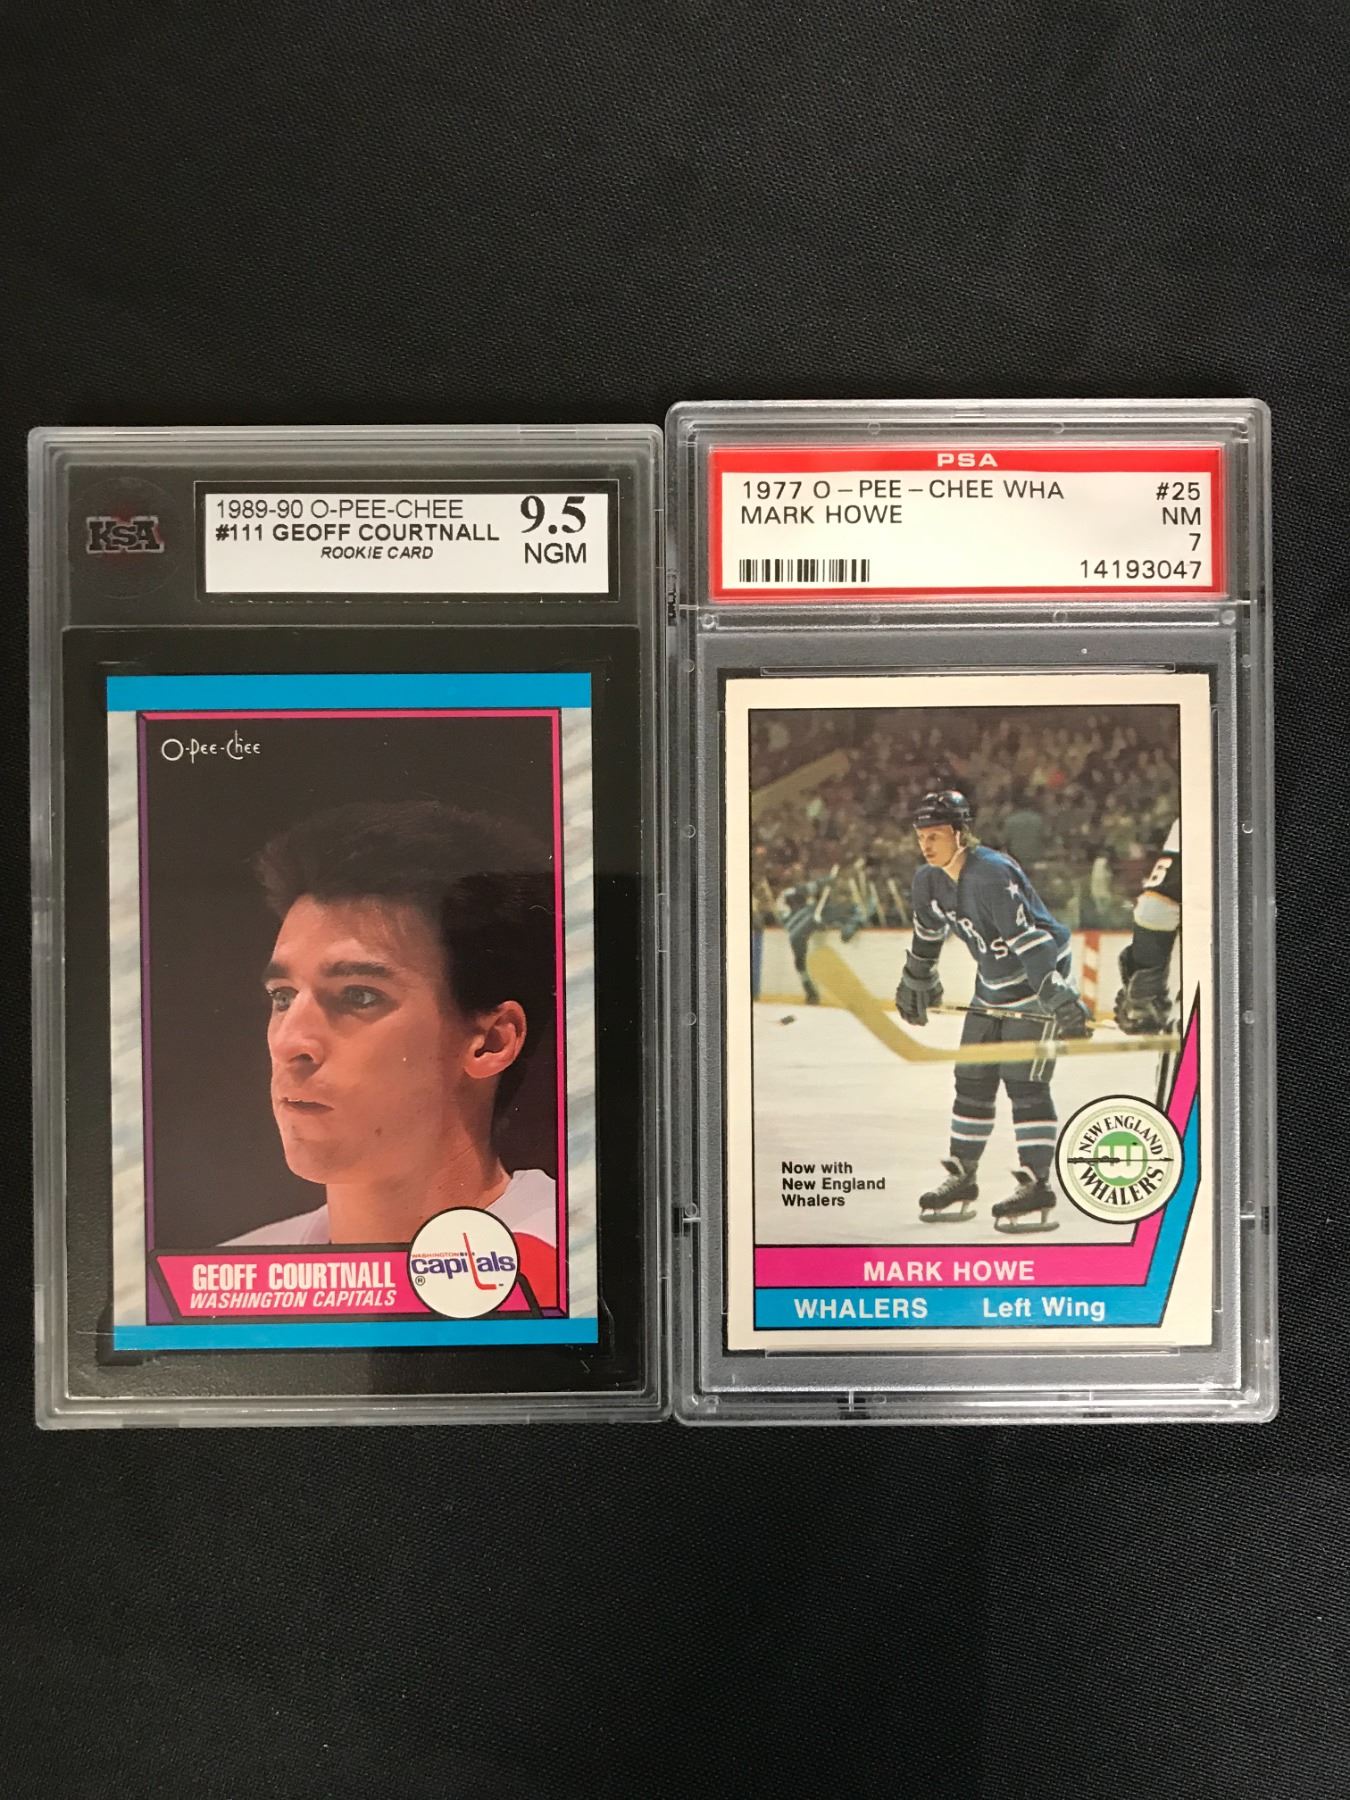 KSA
1989-90 O-PEE-CHEE
#111 GEOFF COURTNALL
ROOKIE CARD
9.5
NGM
O-Pee-Chee
GEOFF COURTNALL
WASHINGTON CAPITALS
WASHINGTON
capitals
®
PSA
1977 O-PEE-CHEE WHA #25
MARK HOWE NM
7
14193047
Now with
New England
Whalers
NEW ENGLAND
WHALERS
MARK HOWE
WHALERS Left Wing